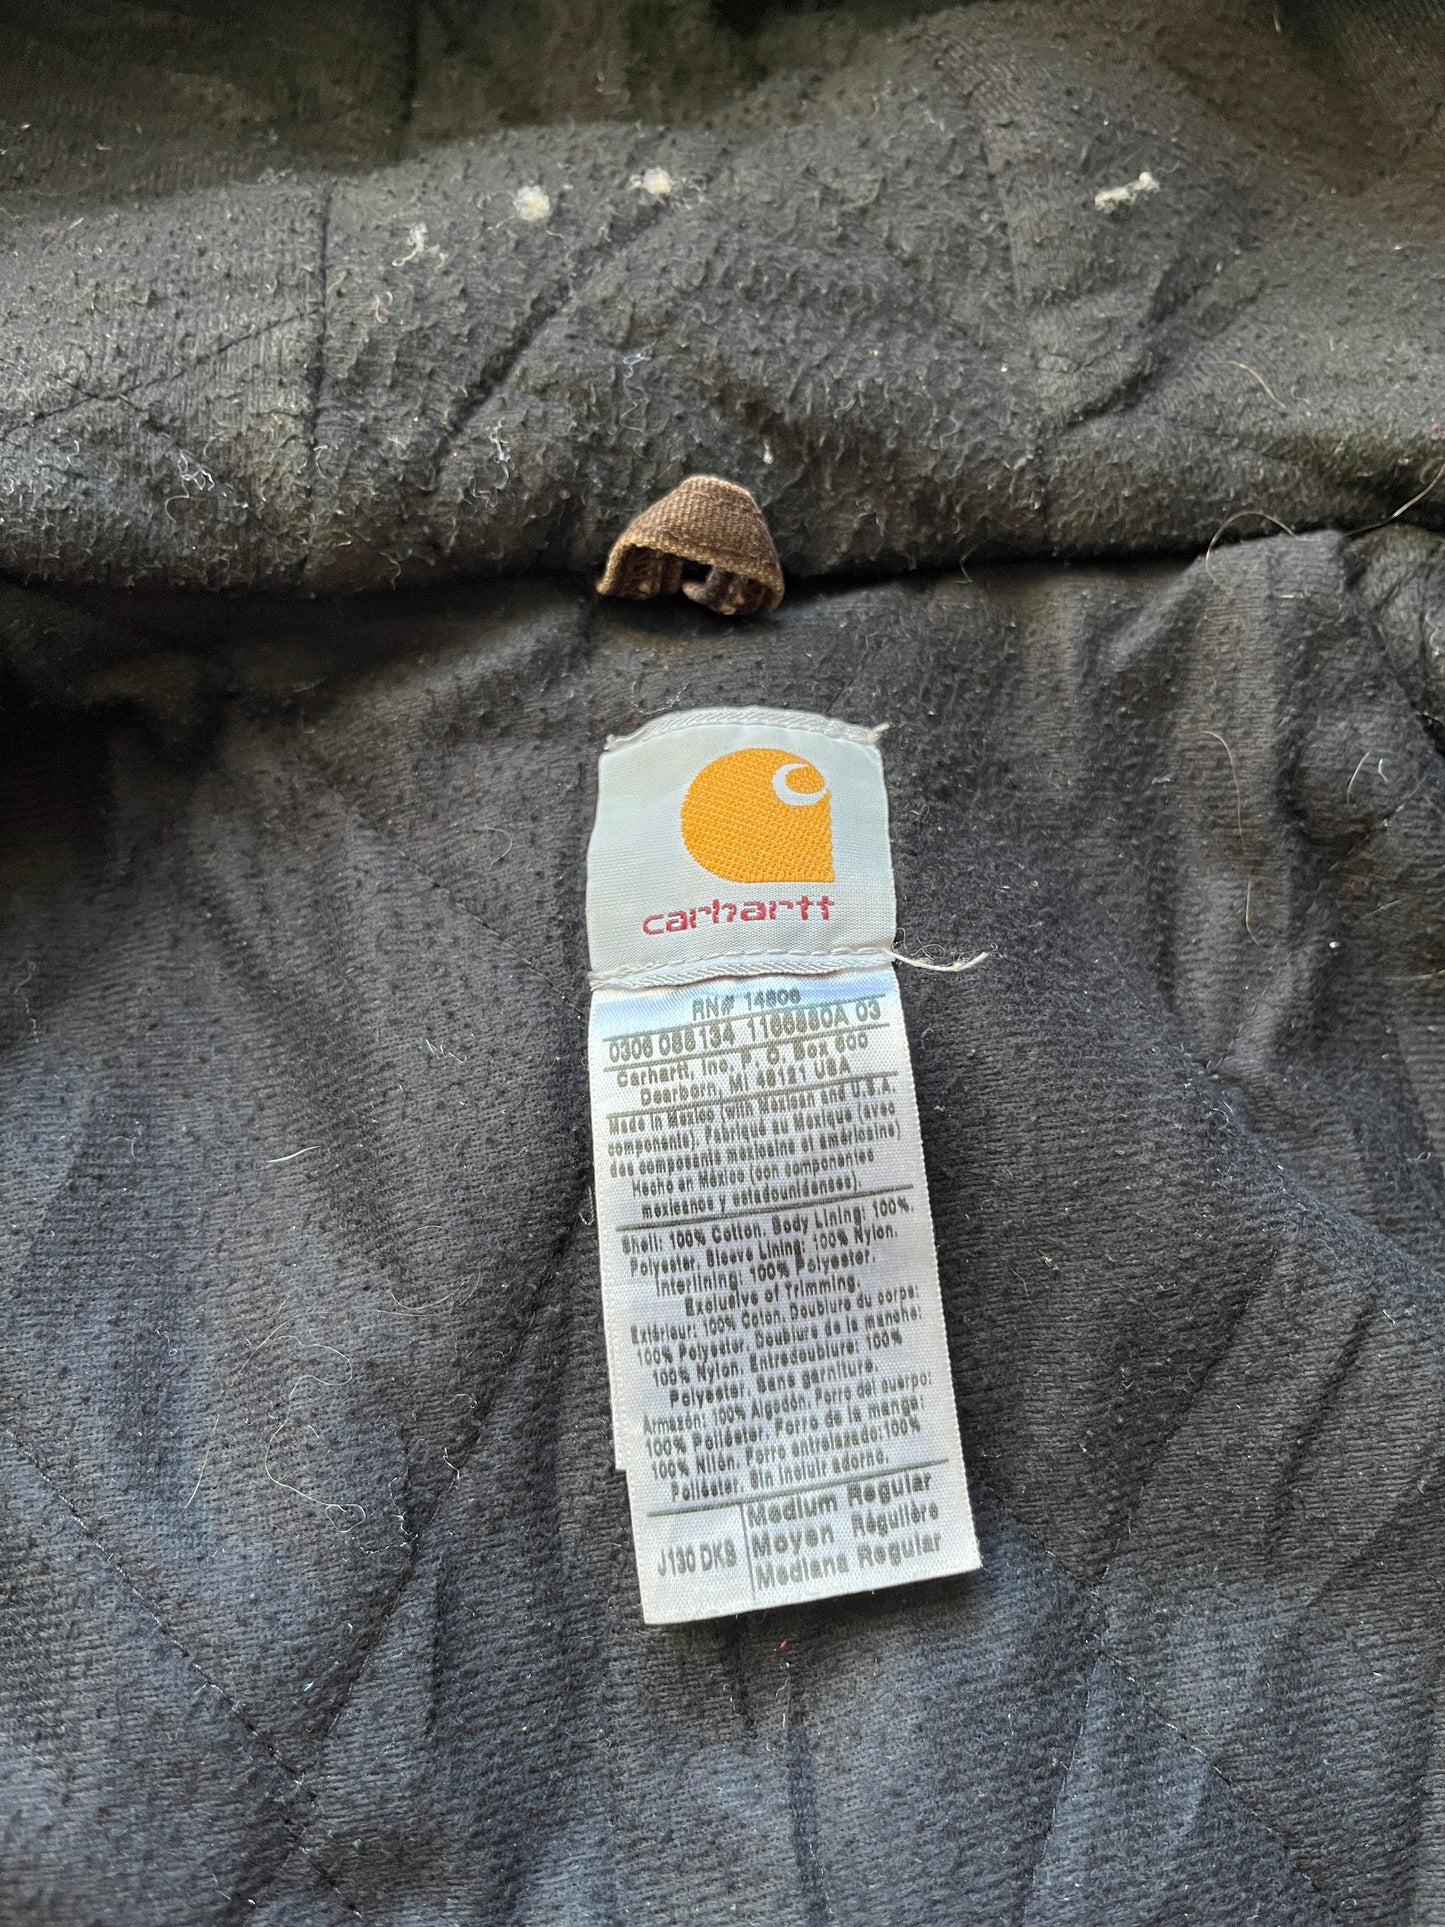 carhartt
RN# 14806
Carhartt, Inc. P. O. Box 600
Dearborn, MI 48121 USA
Made in Mexico (with Mexican and U.S.A.
components). Fabriqué au Mexique (avec
des composants mexicains et américains)
Hecho en México (con componentes
mexicanos y estadounidenses).
Shell: 100% Cotton. Body Lining: 100%.
Polyester. Sleeve Lining: 100% Nylon.
Interlining: 100% Polyester.
Exclusive of Trimming.
Extérieur: 100% Coton. Doublure du corps:
100% Polyester. Doublure de la manche:
100% Nylon. Entredoublure: 100%
Polyester. Sans garniture.
Armazón: 100% Algodón. Forro del cuerpo:
100% Poliéster. Forro de la manga:
100% Nilón. Forro entrelazado:100%
Poliéster. Sin incluir adorno.
J130 DKB
Medium Regular
Moyen Régulière
Mediana Regular